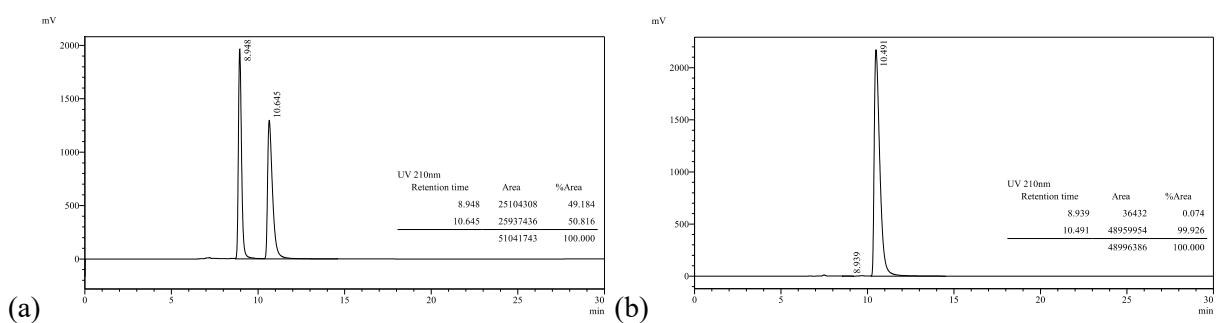 mV
2000
8.948
1500
10.645
1000
UV 210nm
Retention time Area %Area
8.948 25104308 49.184
500
10.645 25937436 50.816
51041743 100.000
0
0 5 10 15 20 25 30
min
(a)
mV
10.491
2000
1500
1000
UV 210nm
Retention time Area %Area
8.939 36432 0.074
500
10.491 48959954 99.926
48996386 100.000
8.939
0
0 5 10 15 20 25 30
min
(b)